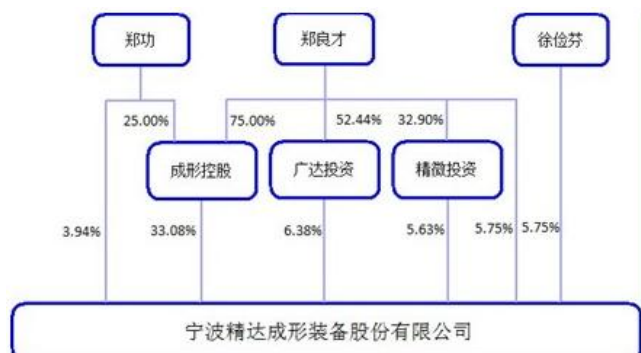 郑功
郑良才
徐俭芬
25.00%
75.00%
52.44%
32.90%
成形控股
广达投资
精微投资
3.94%
33.08%
6.38%
5.63%
5.75%
5.75%
宁波精达成形装备股份有限公司